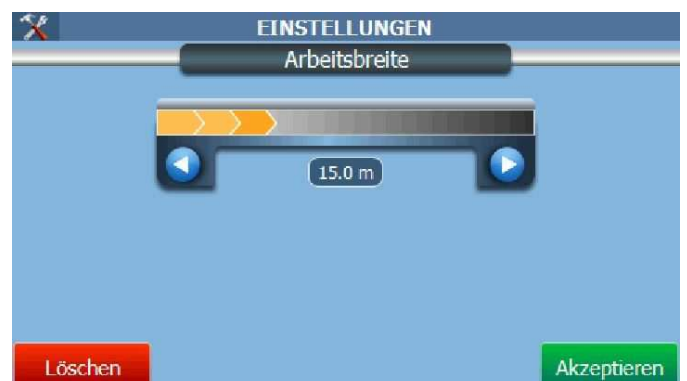 EINSTELLUNGEN
Arbeitsbreite
15.0 m
Löschen
Akzeptieren